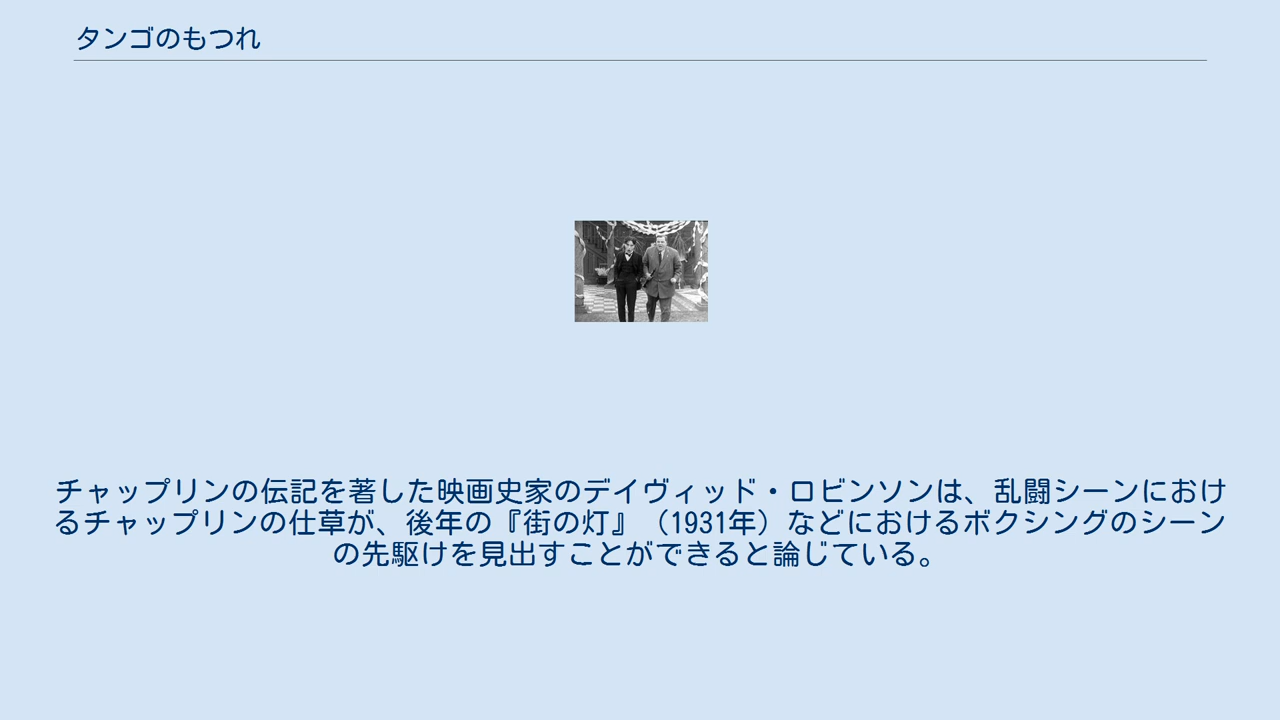 タンゴのもつれ
チャップリンの伝記を著した映画史家のデイヴィッド・ロビンソンは、乱闘シーンにおけ
るチャップリンの仕草が、後年の『街の灯』（1931年）などにおけるボクシングのシーン
の先駆けを見出すことができると論じている。